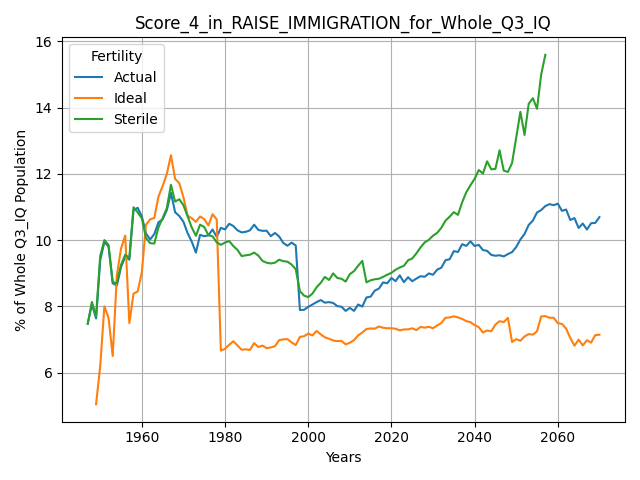 Score_4_in_RAISE_IMMIGRATION_for_Whole_Q3_IQ
Fertility
Actual
Ideal
Sterile
% of Whole Q3_IQ Population
16
14
12
10
8
6
1960
1980
2000
2020
2040
2060
Years